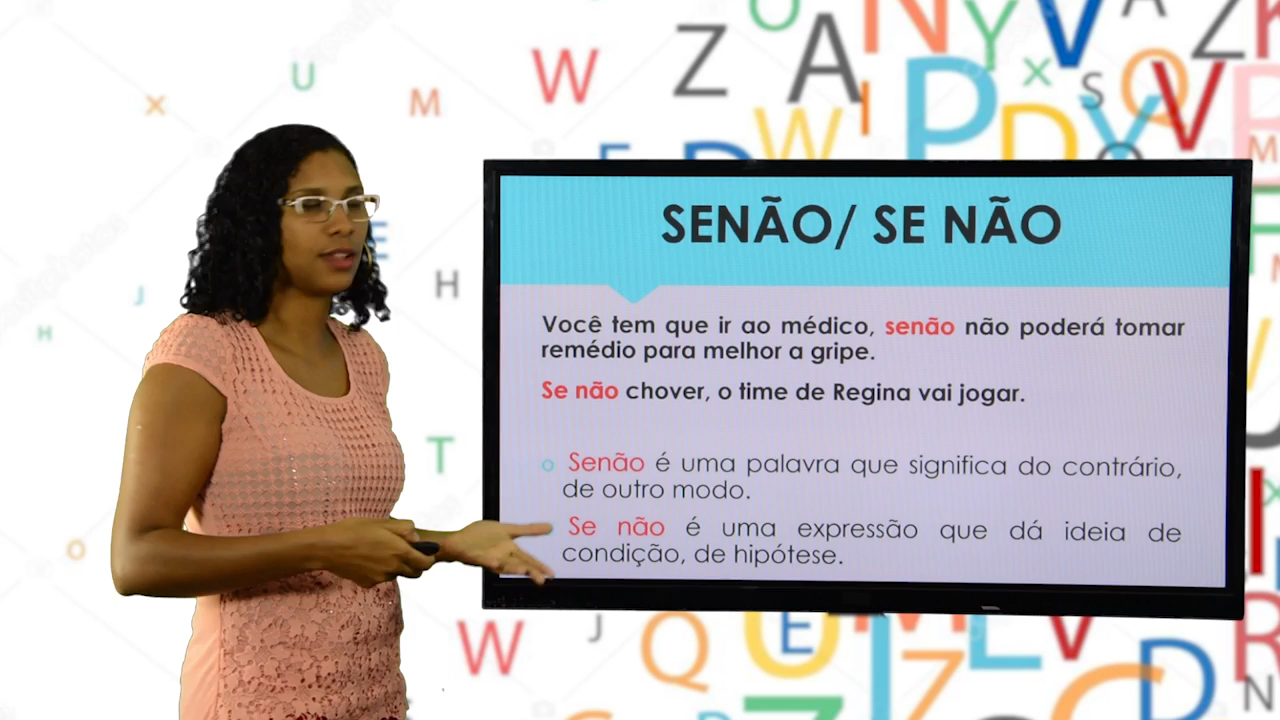 SENÃO/ SE NÃO
Você tem que ir ao médico, senão não poderá tomar
remédio para melhor a gripe.
Se não chover, o time de Regina vai jogar.
Senão é uma palavra que significa do contrário,
de outro modo.
Se não é uma expressão que dá ideia de
condição, de hipótese.